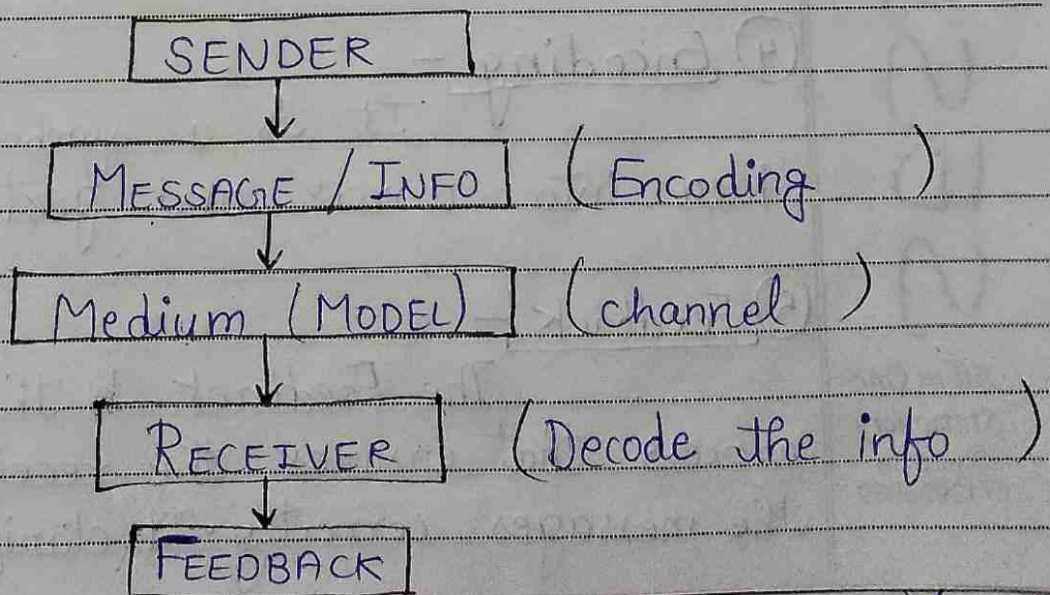 SENDER
MESSAGE / INFO (Encoding)
Medium (MODEL) (channel)
RECEIVER (Decode the info)
FEEDBACK